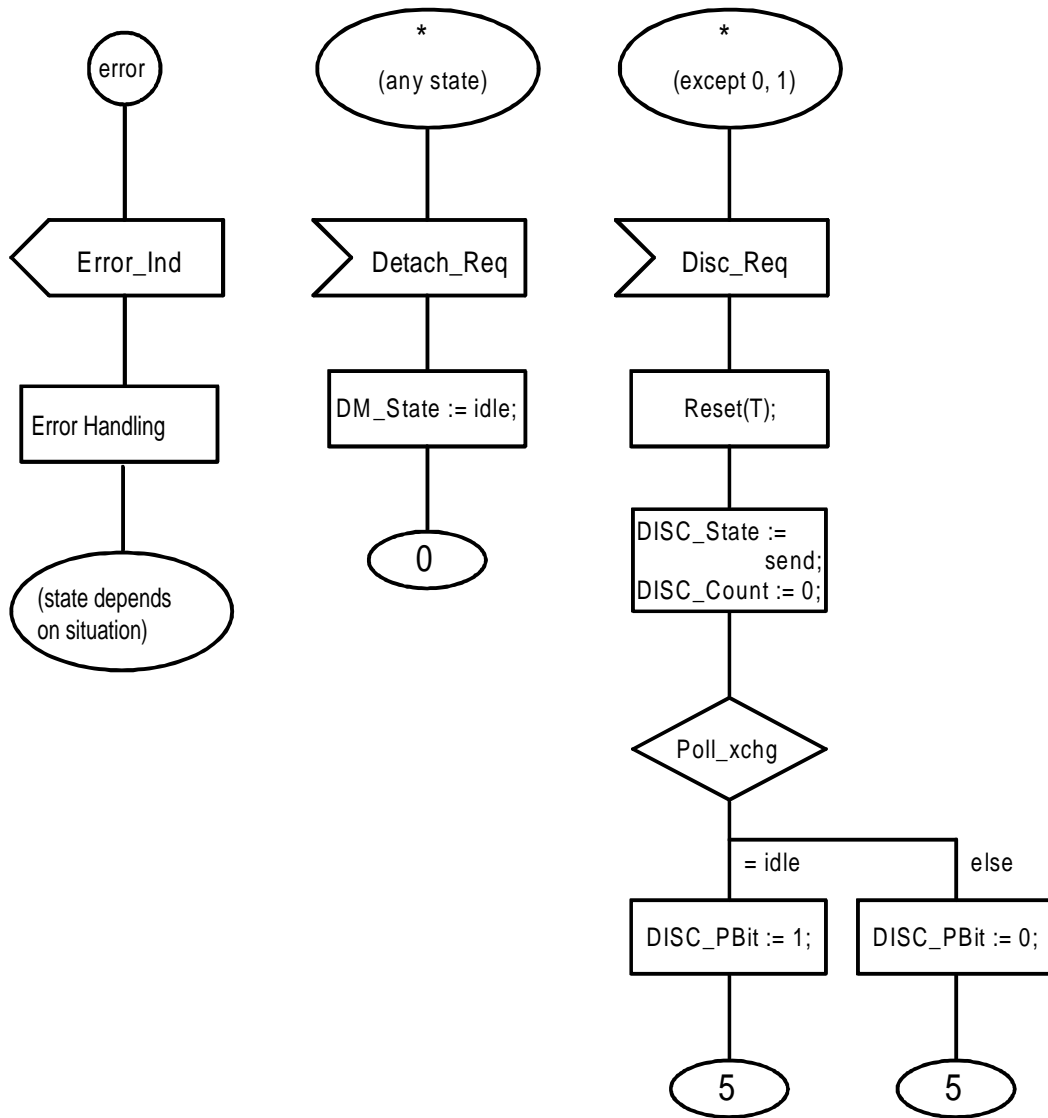 error
Error_Ind
Error Handling
(state depends
on situation)
*
(any state)
Detach_Req
DM_State := idle;
0
*
(except 0, 1)
Disc_Req
Reset(T);
DISC_State :=
send;
DISC_Count := 0;
Poll_xchg
= idle
else
DISC_PBit := 1;
DISC_PBit := 0;
5
5